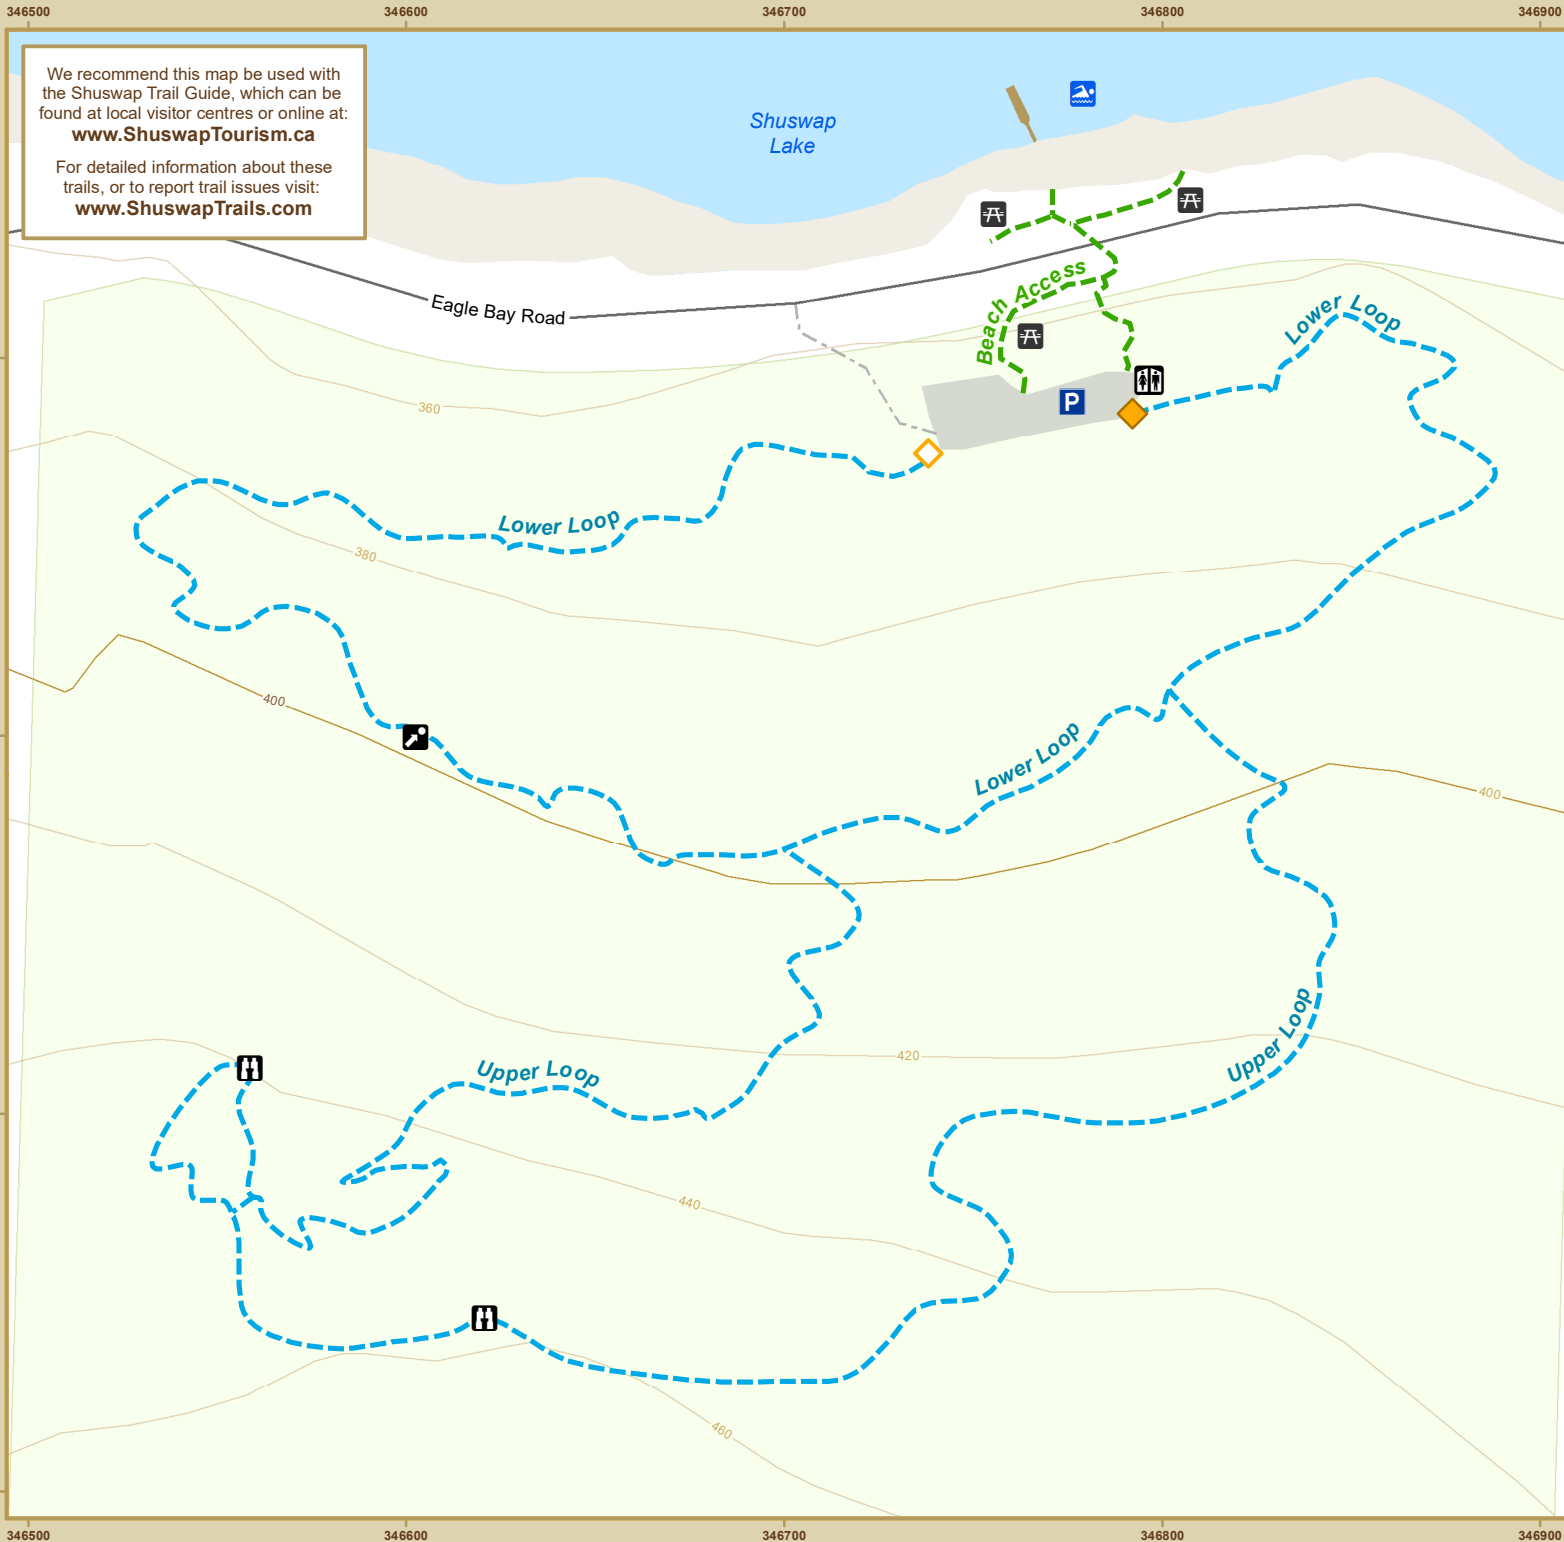 346500
346600
346700
346800
346900
We recommend this map be used with
the Shuswap Trail Guide, which can be
found at local visitor centres or online at:
www.ShuswapTourism.ca
For detailed information about these
trails, or to report trail issues visit:
www.ShuswapTrails.com
Shuswap
Lake
Eagle Bay Road
Beach Access
Lower Loop
P
360
Lower Loop
380
400
Lower Loop
400
Upper Loop
420
Upper Loop
440
460
346500
346600
346700
346800
346900